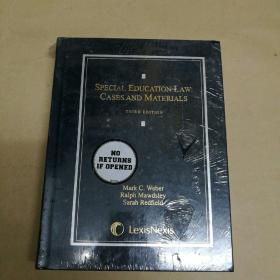 SPECIAL EDUCATION LAW
CASES AND MATERIALS
THIRD EDITION
NO
RETURNS
IF OPENED
Mark C. Weber
Ralph Mawdsley
Sarah Redfield
LexisNexis